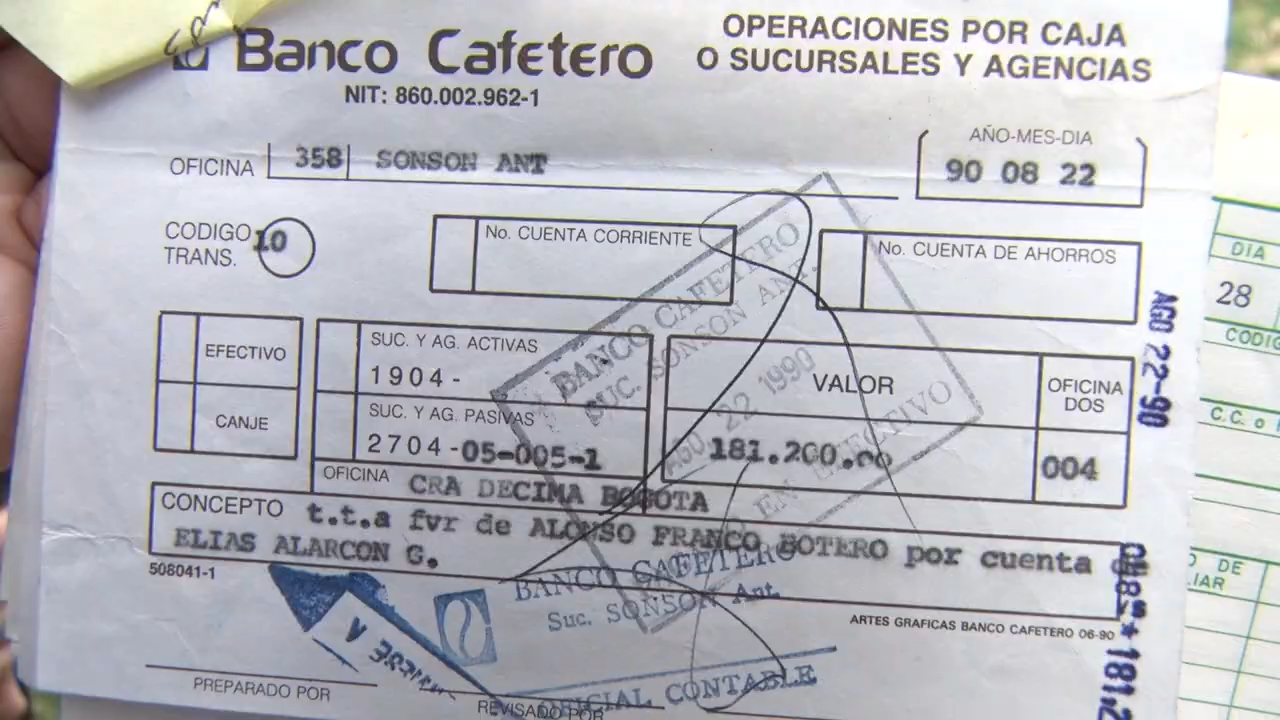 Banco Cafetero
NIT: 860.002.962-1
OPERACIONES POR CAJA
O SUCURSALES Y AGENCIAS
AÑO-MES-DIA
90 08 22
OFICINA 358 SONSON ANT
CODIGO TRANS. 10
No. CUENTA CORRIENTE
No. CUENTA DE AHORROS
EFECTIVO
CANJE
SUC. Y AG. ACTIVAS
1904-
SUC. Y AG. PASIVAS
2704-05-005-1
VALOR
181.200.oo
OFICINA DOS
004
OFICINA CRA DECIMA BOGOTA
CONCEPTO t.t.a fvr de ALONSO FRANCO BOTERO por cuenta
ELIAS ALARCON G.
508041-1
ARTES GRAFICAS BANCO CAFETERO 06-90
PREPARADO POR
REVISADO POR
BANCO CAFETERO
SUC. SONSON ANT.
AGO 22 1990
EN EFECTIVO
BANCO CAFETERO
Suc. SONSON Ant.
OFICIAL CONTABLE
AGO 22-90
DIA
28
C.C. o